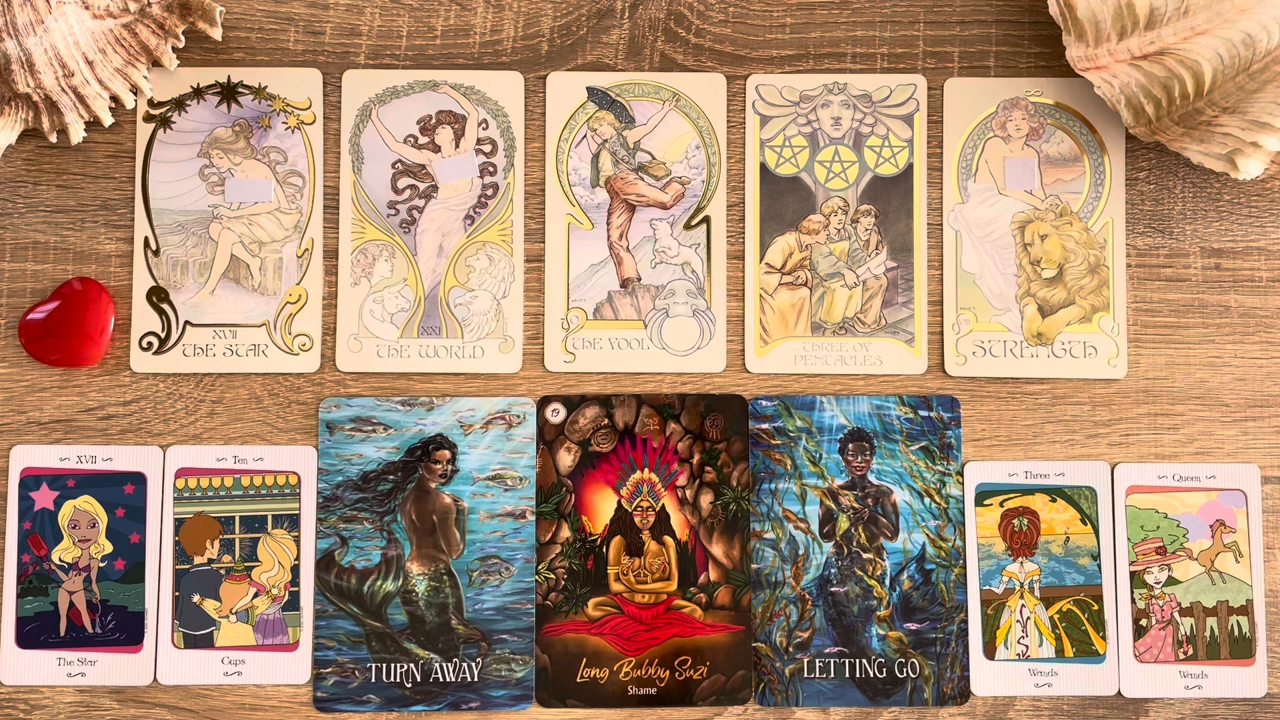 XVII
THE STAR
XXI
THE WORLD
THE FOOL
THREE OF
PENTACLES
STRENGTH
XVII
The Star
Ten
Cups
TURN AWAY
19
Long Bubby Suzi
Shame
LETTING GO
Three
Wands
Queen
Wands